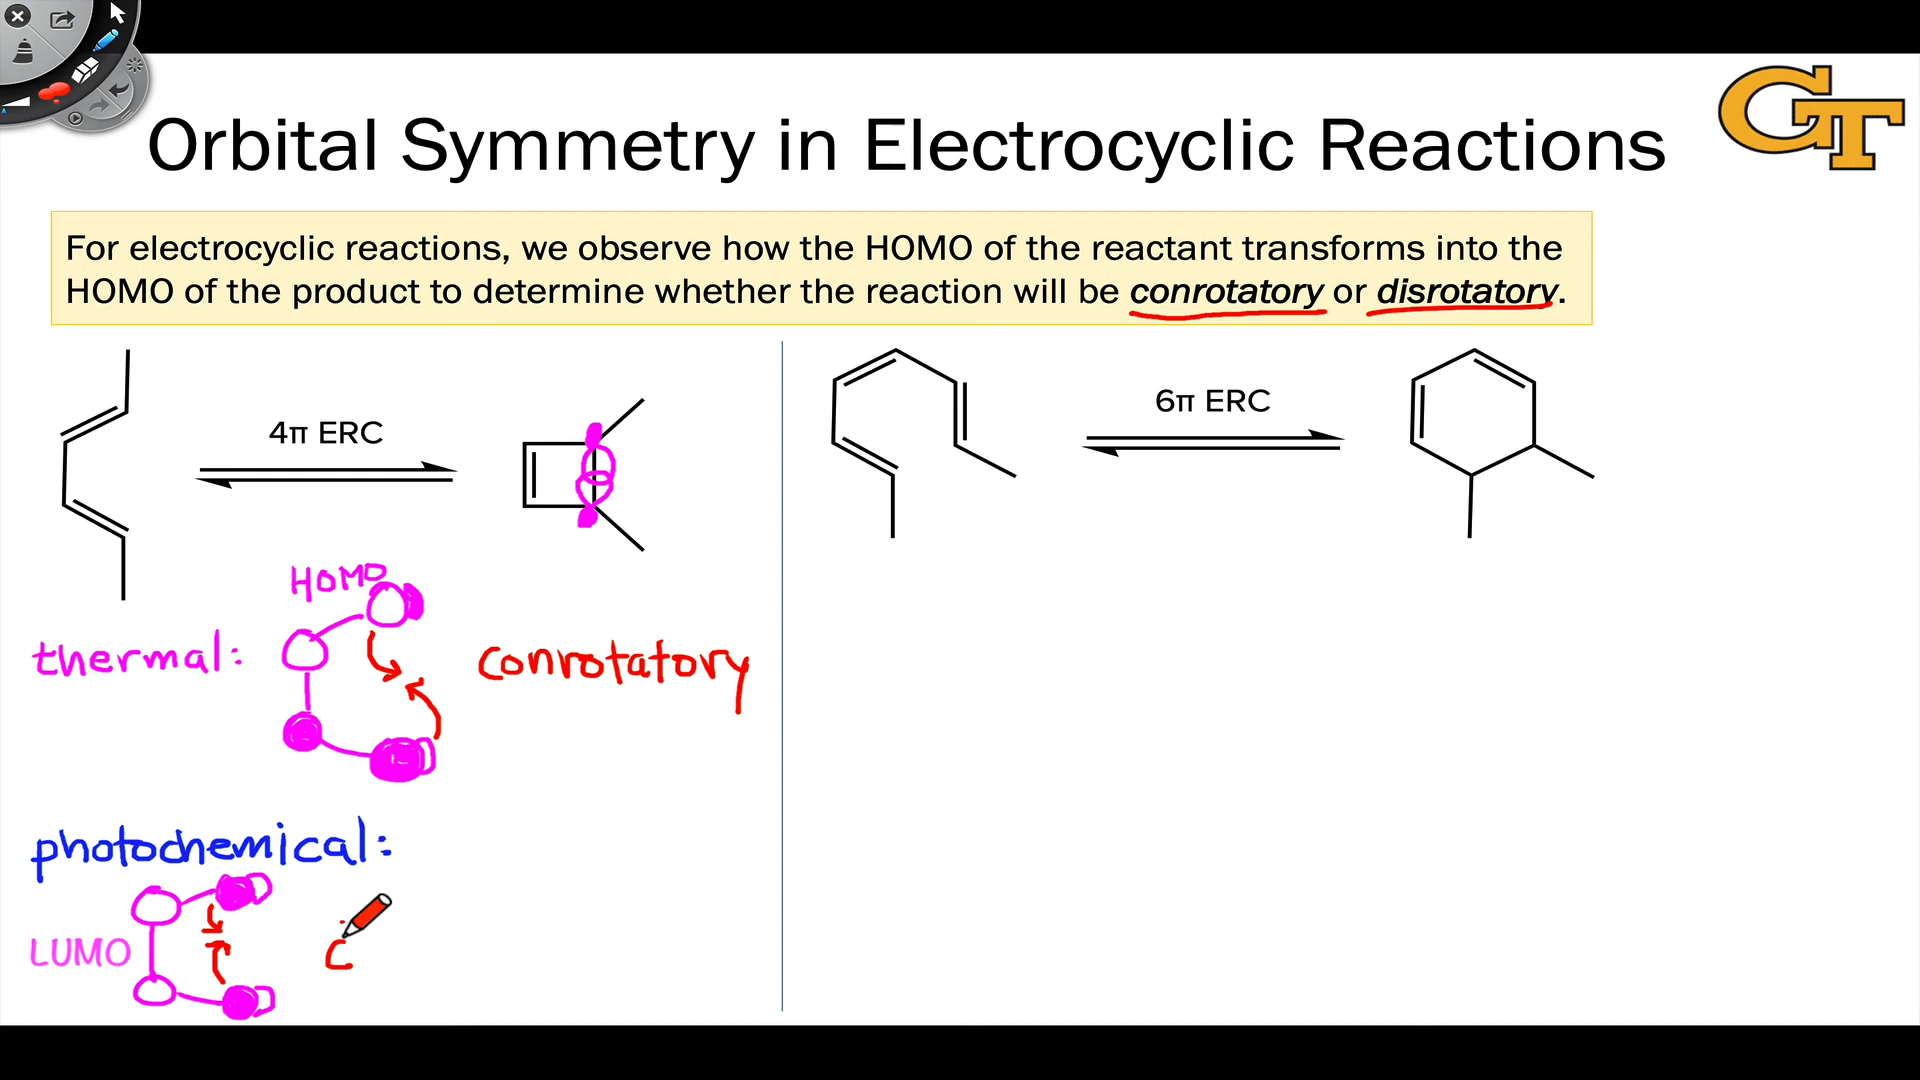 GT
Orbital Symmetry in Electrocyclic Reactions
For electrocyclic reactions, we observe how the HOMO of the reactant transforms into the
HOMO of the product to determine whether the reaction will be conrotatory or disrotatory.
4π ERC
6π ERC
HOMO
thermal:
conrotatory
photochemical:
LUMO